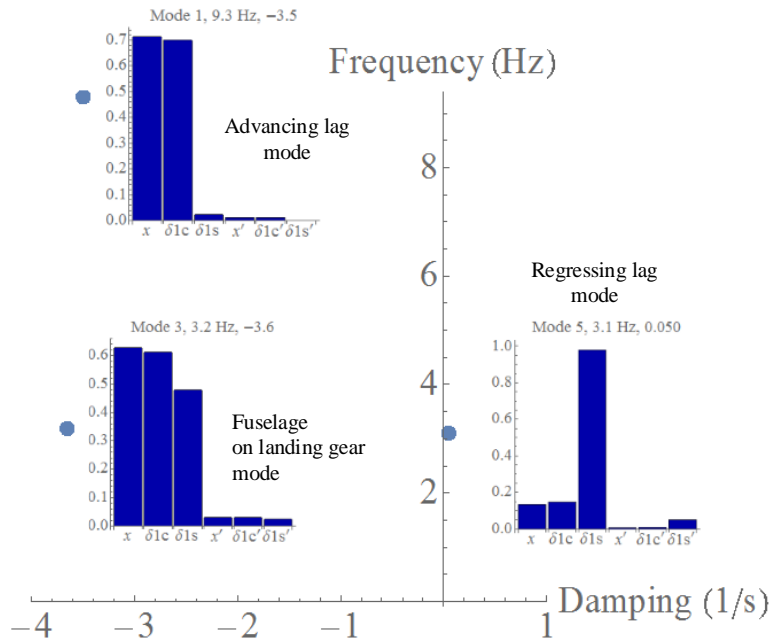 Mode 1, 9.3 Hz, −3.5
0.7
0.6
0.5
0.4
0.3
0.2
0.1
0.0
x δ1c δ1s x′ δ1c′ δ1s′
Advancing lag
mode
Frequency (Hz)
8
6
4
2
Mode 3, 3.2 Hz, −3.6
0.6
0.5
0.4
0.3
0.2
0.1
0.0
x δ1c δ1s x′ δ1c′ δ1s′
Fuselage
on landing gear
mode
Regressing lag
mode
Mode 5, 3.1 Hz, 0.050
1.0
0.8
0.6
0.4
0.2
0.0
x δ1c δ1s x′ δ1c′ δ1s′
−4 −3 −2 −1 1
Damping (1/s)